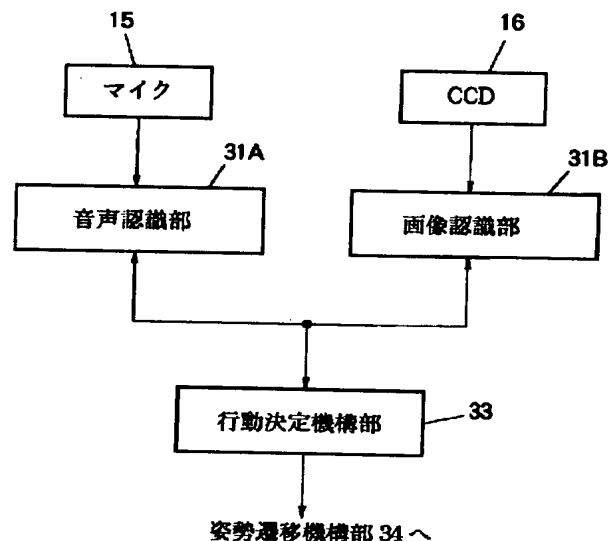 15
マイク
16
CCD
31A
音声認識部
31B
画像認識部
行動決定機構部
33
姿勢遷移機構部 34 へ